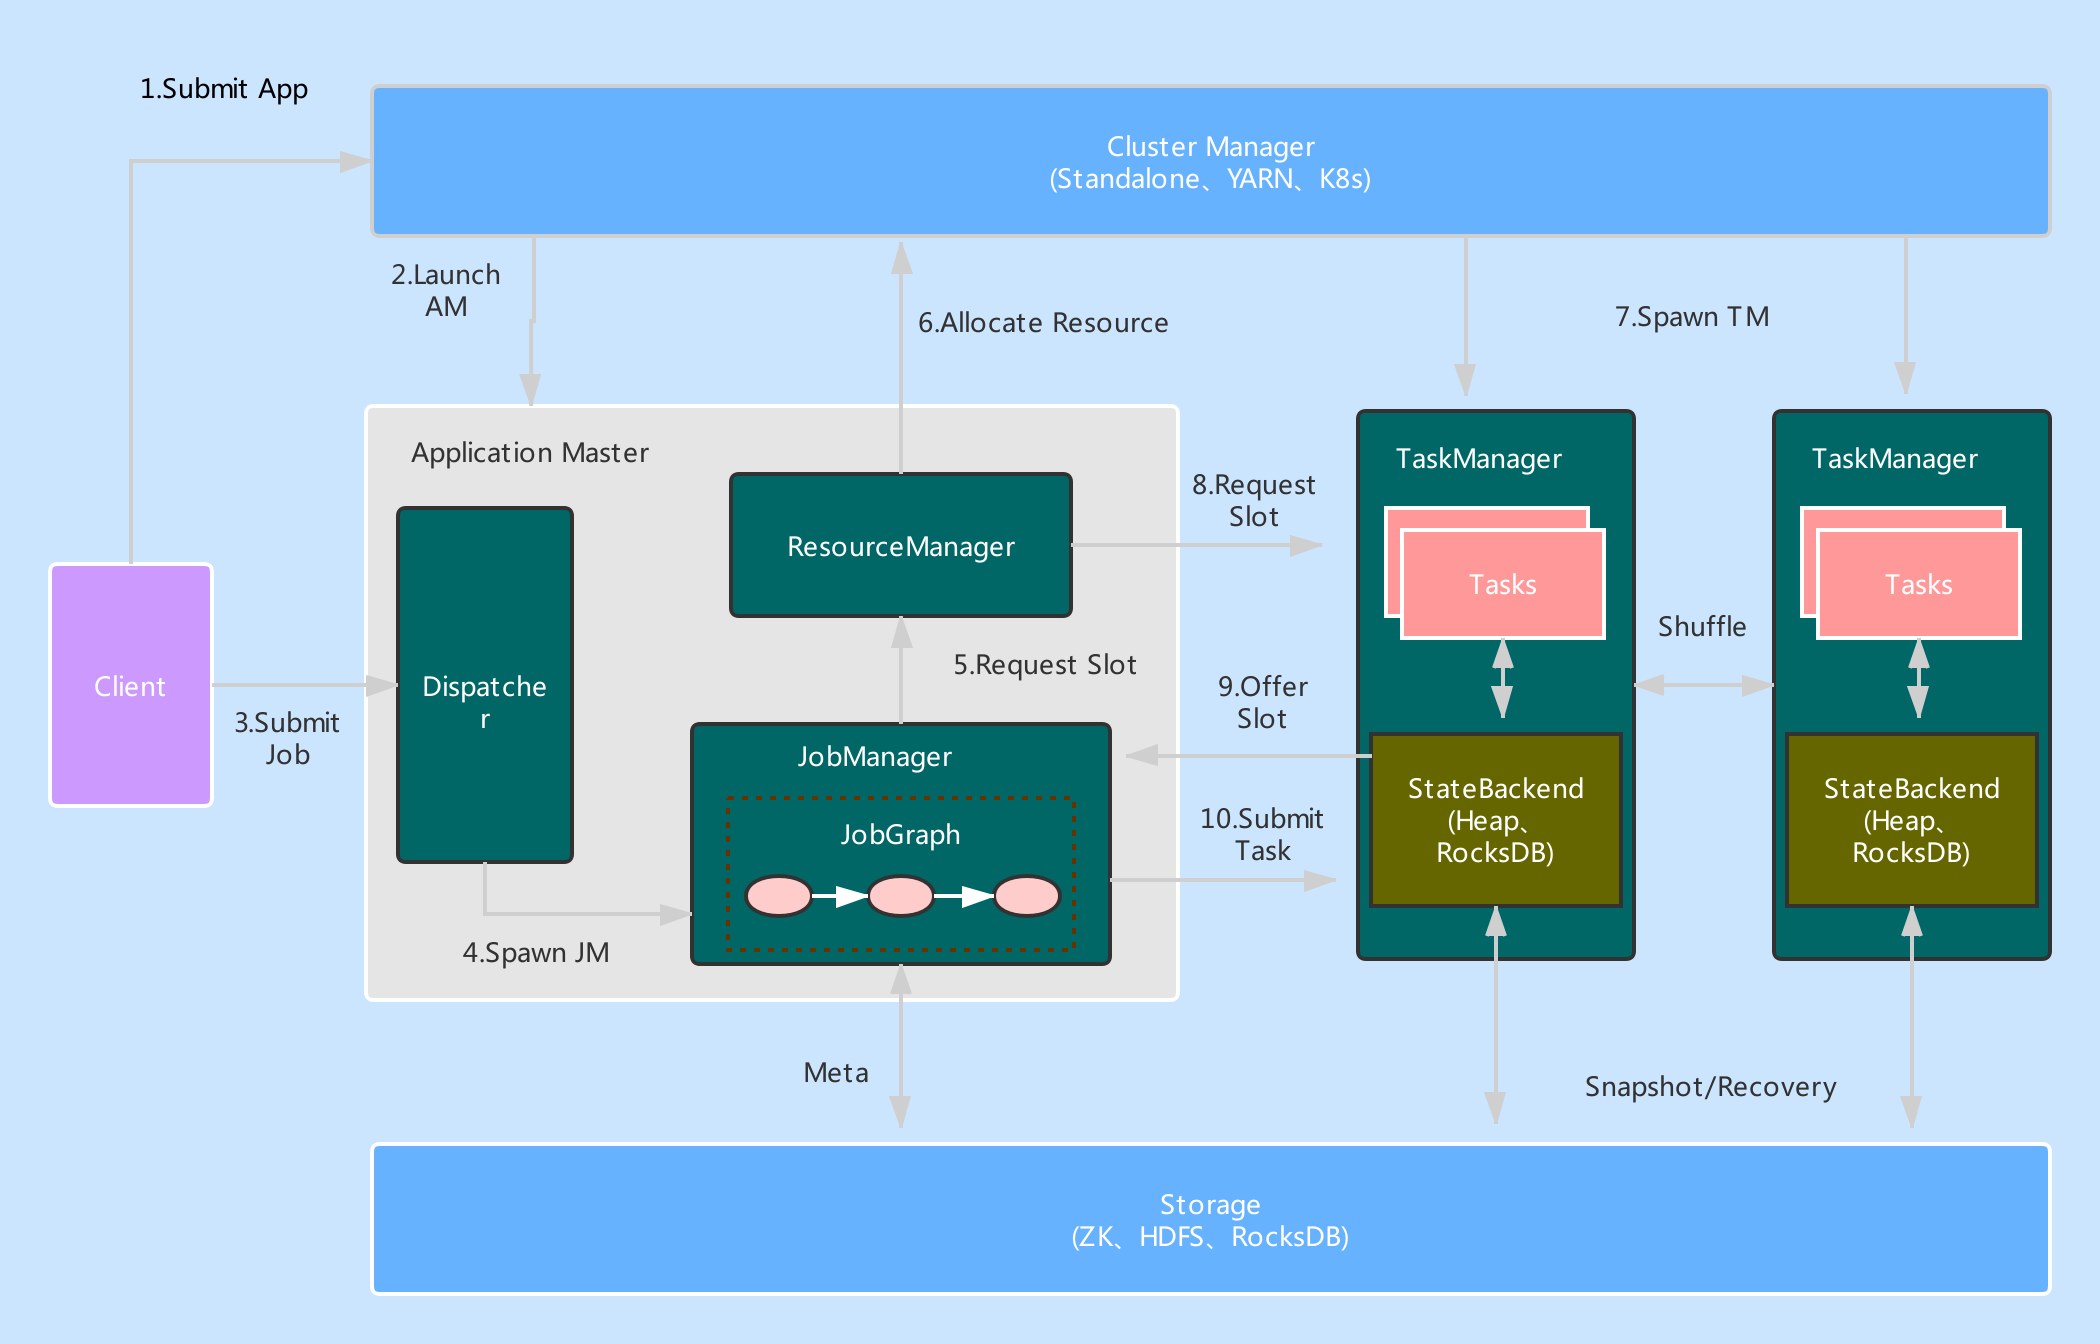 1.Submit App
Cluster Manager
(Standalone、YARN、K8s)
2.Launch
AM
6.Allocate Resource
7.Spawn TM
Application Master
ResourceManager
8.Request
Slot
TaskManager
Tasks
TaskManager
Tasks
Shuffle
Client
3.Submit
Job
Dispatche
r
5.Request Slot
9.Offer
Slot
JobManager
JobGraph
10.Submit
Task
StateBackend
(Heap、
RocksDB)
StateBackend
(Heap、
RocksDB)
4.Spawn JM
Meta
Snapshot/Recovery
Storage
(ZK、HDFS、RocksDB)